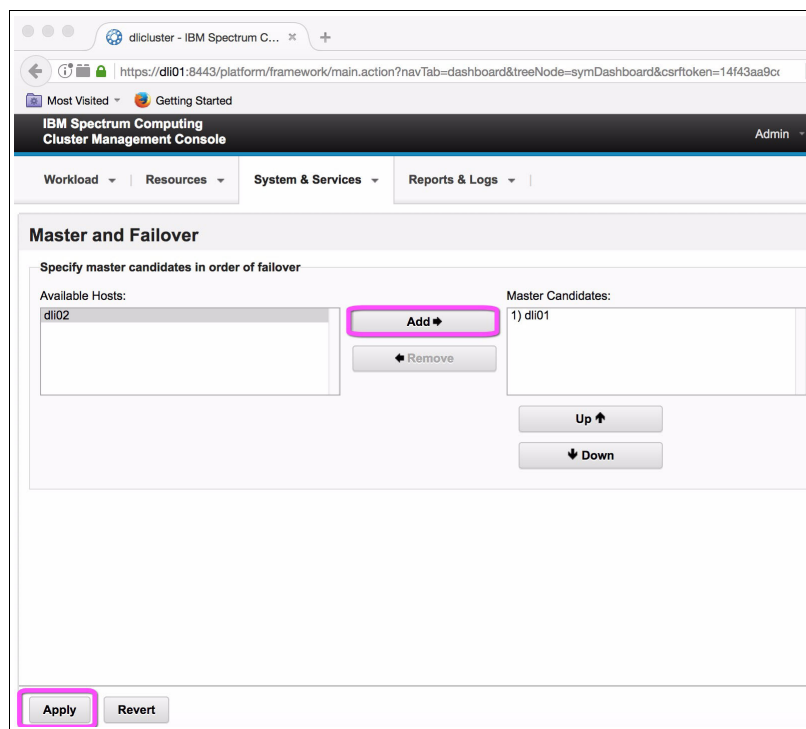 dlicluster - IBM Spectrum C... × +
https://dli01:8443/platform/framework/main.action?navTab=dashboard&treeNode=symDashboard&csrftoken=14f43aa9cc
Most Visited Getting Started
IBM Spectrum Computing
Cluster Management Console
Admin
Workload Resources System & Services Reports & Logs
Master and Failover
Specify master candidates in order of failover
Available Hosts: Master Candidates:
dli02 Add 1) dli01
Remove
Up
Down
Apply Revert